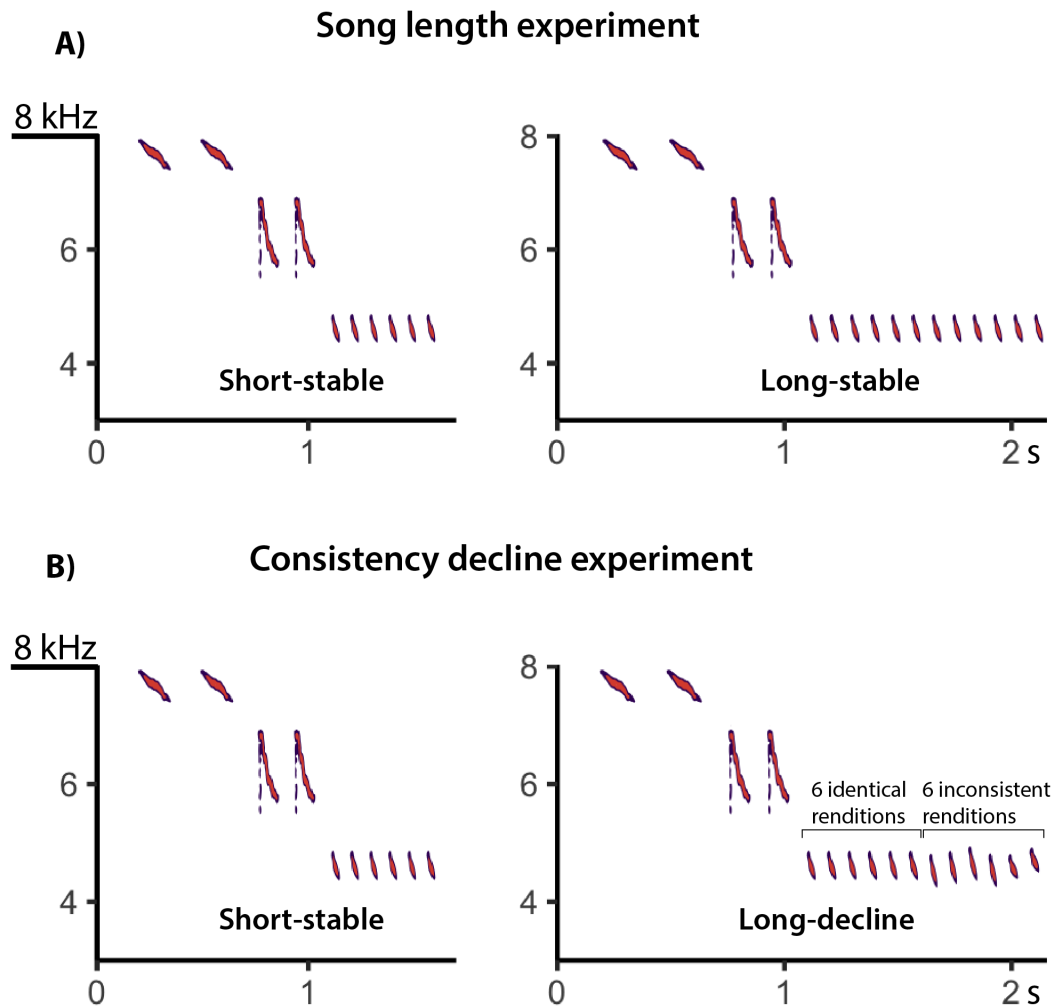 Song length experiment
A)
8 kHz
8
6
6
4
4
Short-stable
Long-stable
0
1
0
1
2 s
Consistency decline experiment
B)
8 kHz
8
6
6
6 identical
renditions
6 inconsistent
renditions
4
4
Short-stable
Long-decline
0
1
0
1
2 s